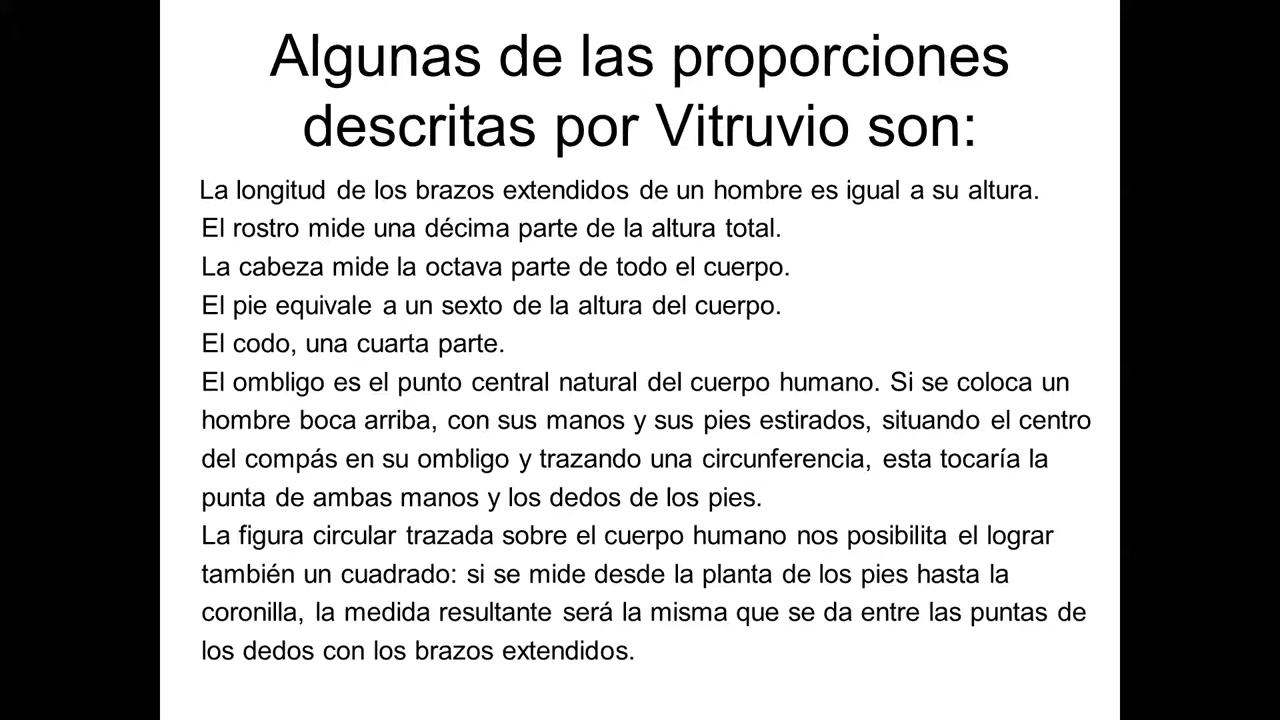 Algunas de las proporciones
descritas por Vitruvio son:
La longitud de los brazos extendidos de un hombre es igual a su altura.
El rostro mide una décima parte de la altura total.
La cabeza mide la octava parte de todo el cuerpo.
El pie equivale a un sexto de la altura del cuerpo.
El codo, una cuarta parte.
El ombligo es el punto central natural del cuerpo humano. Si se coloca un
hombre boca arriba, con sus manos y sus pies estirados, situando el centro
del compás en su ombligo y trazando una circunferencia, esta tocaría la
punta de ambas manos y los dedos de los pies.
La figura circular trazada sobre el cuerpo humano nos posibilita el lograr
también un cuadrado: si se mide desde la planta de los pies hasta la
coronilla, la medida resultante será la misma que se da entre las puntas de
los dedos con los brazos extendidos.